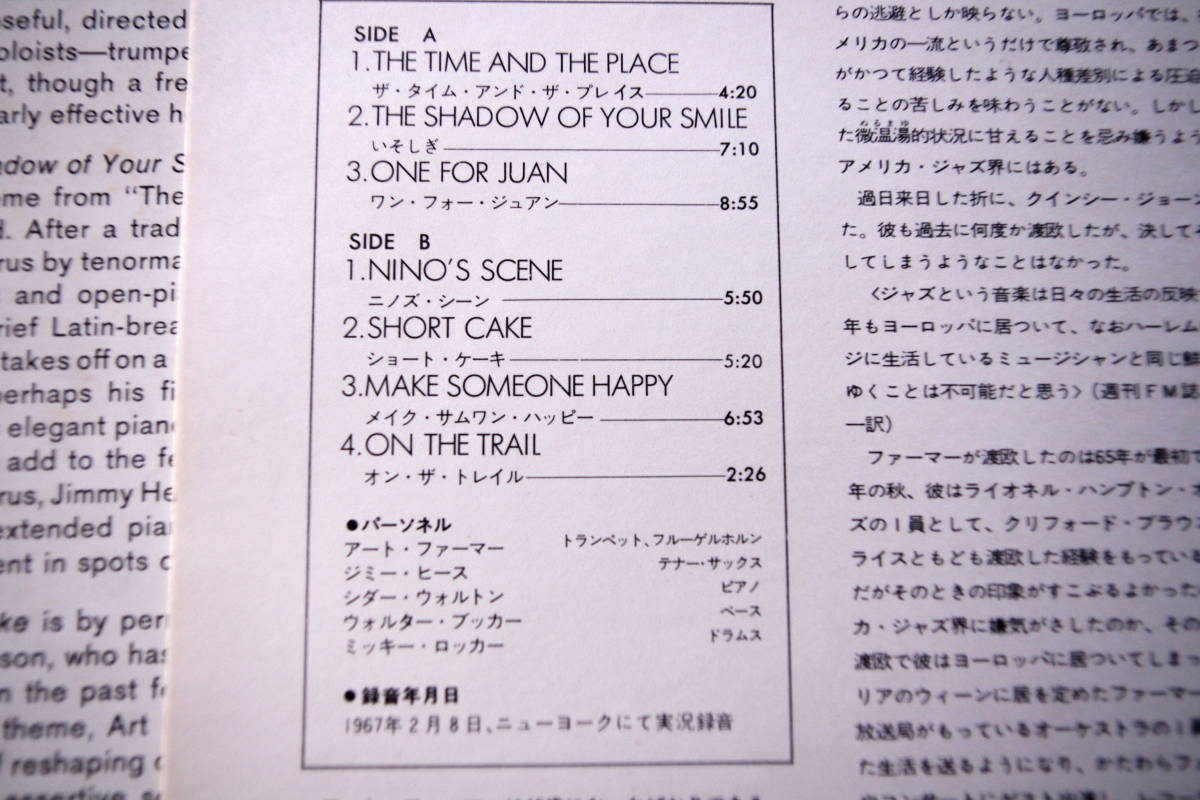 oseful, directed
oloists—trumpe
t, though a fre
arly effective h
adow of Your S
eme from "The
d. After a trad
rus by tenorma
and open-pi
rief Latin-brea
takes off on a
perhaps his fi
elegant pian
add to the fe
rus, Jimmy He
extended pian
ent in spots o
ke is by per
son, who has
n the past fe
theme, Art
reshaping
SIDE A
1.THE TIME AND THE PLACE
ザ・タイム・アンド・ザ・プレイス 4:20
2.THE SHADOW OF YOUR SMILE
いそしぎ 7:10
3.ONE FOR JUAN
ワン・フォー・ジュアン 8:55
SIDE B
1.NINO'S SCENE
ニノズ・シーン 5:50
2.SHORT CAKE
ショート・ケーキ 5:20
3.MAKE SOMEONE HAPPY
メイク・サムワン・ハッピー 6:53
4.ON THE TRAIL
オン・ザ・トレイル 2:26
●パーソネル
アート・ファーマー トランペット、フルーゲルホルン
ジミー・ヒース テナー・サックス
シダー・ウォルトン ピアノ
ウォルター・ブッカー ベース
ミッキー・ロッカー ドラムス
●録音年月日
1967年2月8日、ニューヨークにて実況録音
らの逃避としか映らない。ヨーロッパでは、
メリカの一流というだけで尊敬され、あまつ
がかつて経験したような人種差別による圧迫
ることの苦しみを味わうことがない。しかし
た微温湯的状況に甘えることを忌み嫌うよう
アメリカ・ジャズ界にはある。
過日来日した折に、クインシー・ジョーン
た。彼も過去に何度か渡欧したが、決してそ
してしまうようなことはなかった。
〈ジャズという音楽は日々の生活の反映
年もヨーロッパに居ついて、なおハーレム
ジに生活しているミュージシャンと同じ鮮
ゆくことは不可能だと思う〉(週刊FM誌
一訳)
ファーマーが渡欧したのは65年が最初で
年の秋、彼はライオネル・ハンプトン・オ
ズの1員として、クリフォード・ブラウン
ライスともども渡欧した経験をもっている
だがそのときの印象がすこぶるよかった
カ・ジャズ界に嫌気がさしたのか、その
渡欧で彼はヨーロッパに居ついてしまっ
リアのウィーンに居を定めたファーマー
放送局がもっているオーケストラの1員
た生活を送るようになり、かたわらフ